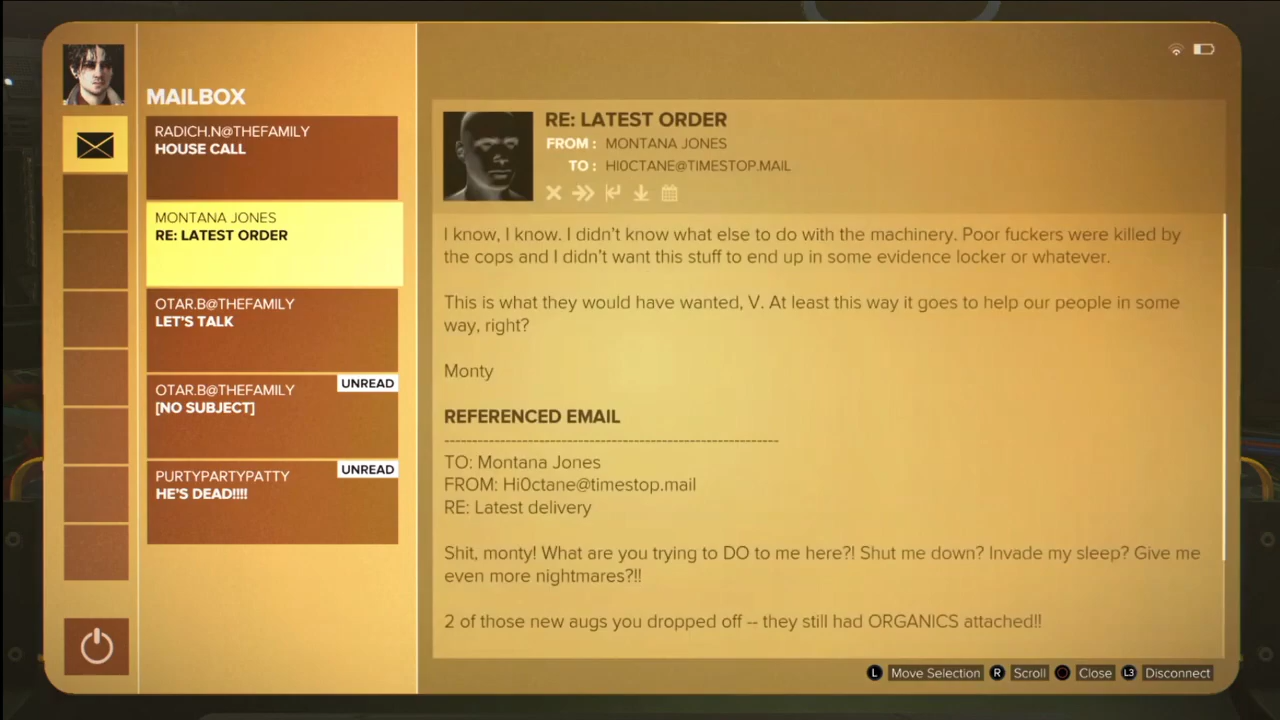 MAILBOX
RADICH.N@THEFAMILY
HOUSE CALL
MONTANA JONES
RE: LATEST ORDER
OTAR.B@THEFAMILY
LET'S TALK
UNREAD
OTAR.B@THEFAMILY
[NO SUBJECT]
UNREAD
PURTYPARTYPATTY
HE'S DEAD!!!!
RE: LATEST ORDER
FROM : MONTANA JONES
TO : HI0CTANE@TIMESTOP.MAIL
I know, I know. I didn't know what else to do with the machinery. Poor fuckers were killed by
the cops and I didn't want this stuff to end up in some evidence locker or whatever.
This is what they would have wanted, V. At least this way it goes to help our people in some
way, right?
Monty
REFERENCED EMAIL
------------------------------------------------------------
TO: Montana Jones
FROM: Hi0ctane@timestop.mail
RE: Latest delivery
Shit, monty! What are you trying to DO to me here?! Shut me down? Invade my sleep? Give me
even more nightmares?!!
2 of those new augs you dropped off -- they still had ORGANICS attached!!
L Move Selection R Scroll Close L3 Disconnect